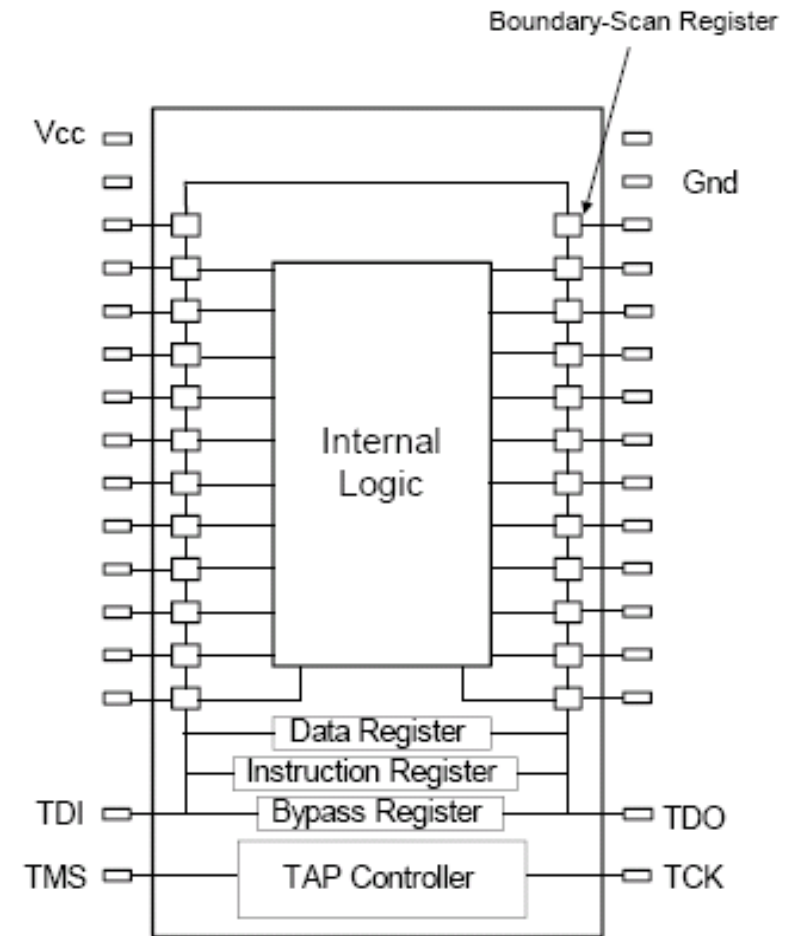 Boundary-Scan Register
Vcc
Gnd
Internal
Logic
Data Register
Instruction Register
TDI
Bypass Register
TDO
TMS
TAP Controller
TCK